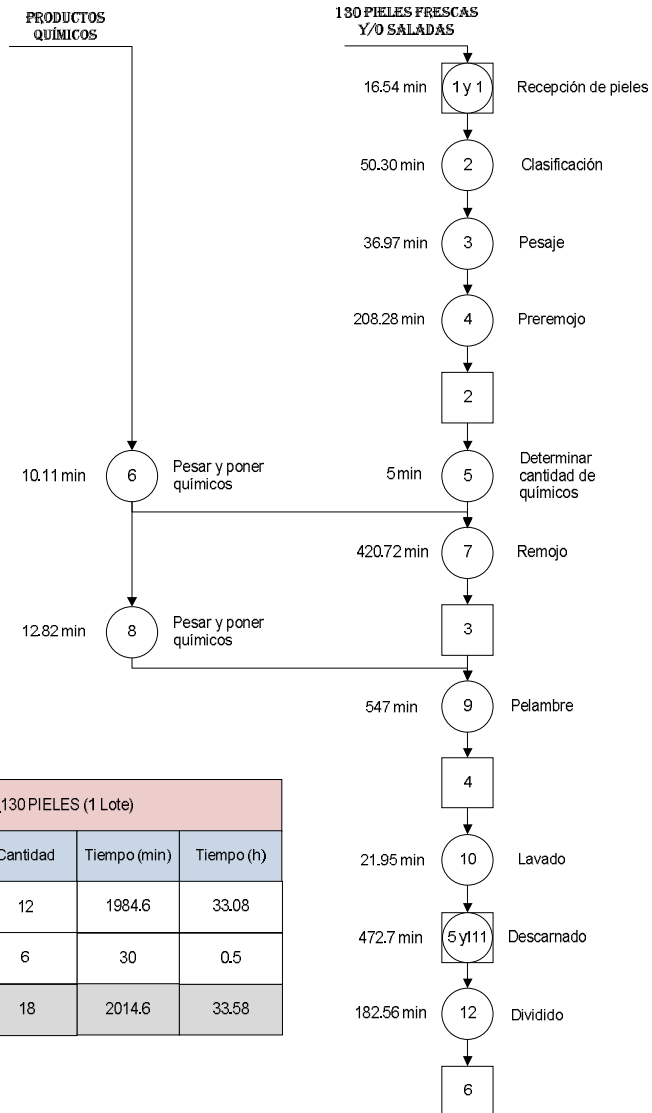 PRODUCTOS
QUÍMICOS
130 PIELES FRESCAS
Y/O SALADAS
16.54 min
1 y 1
Recepción de pieles
50.30 min
2
Clasificación
36.97 min
3
Pesaje
208.28 min
4
Preremojo
2
10.11 min
6
Pesar y poner
químicos
5 min
5
Determinar
cantidad de
químicos
420.72 min
7
Remojo
12.82 min
8
Pesar y poner
químicos
3
547 min
9
Pelambre
4
130 PIELES (1 Lote)
Cantidad
Tiempo (min)
Tiempo (h)
12
1984.6
33.08
6
30
0.5
18
2014.6
33.58
21.95 min
10
Lavado
472.7 min
5 y111
Descarnado
182.56 min
12
Dividido
6